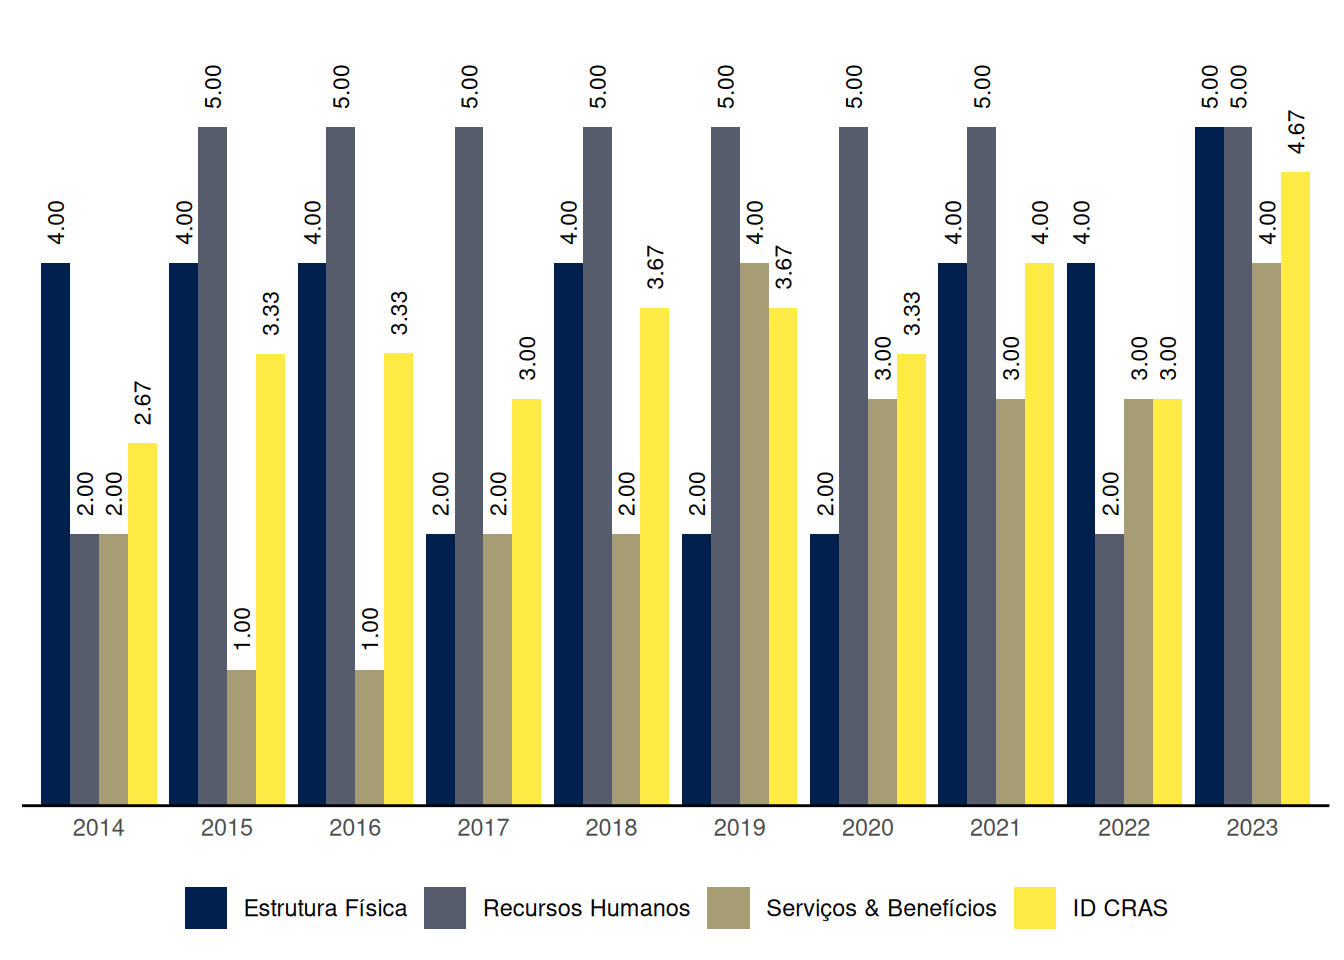 4.00 2.00 2.00 2.67
4.00 5.00 1.00 3.33
4.00 5.00 1.00 3.33
2.00 5.00 2.00 3.00
4.00 5.00 2.00 3.67
2.00 5.00 4.00 3.67
2.00 5.00 3.00 3.33
4.00 5.00 3.00 4.00
4.00 2.00 3.00 3.00
5.00 5.00 4.00 4.67
2014 2015 2016 2017 2018 2019 2020 2021 2022 2023
Estrutura Física Recursos Humanos Serviços & Benefícios ID CRAS